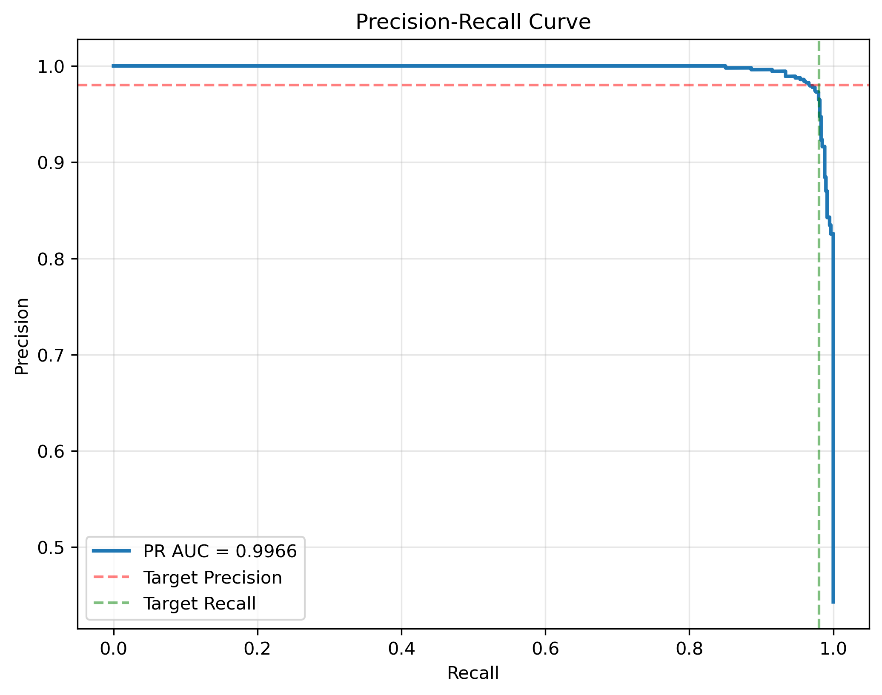 Precision-Recall Curve
Precision
1.0
0.9
0.8
0.7
0.6
0.5
PR AUC = 0.9966
Target Precision
Target Recall
0.0 0.2 0.4 0.6 0.8 1.0
Recall